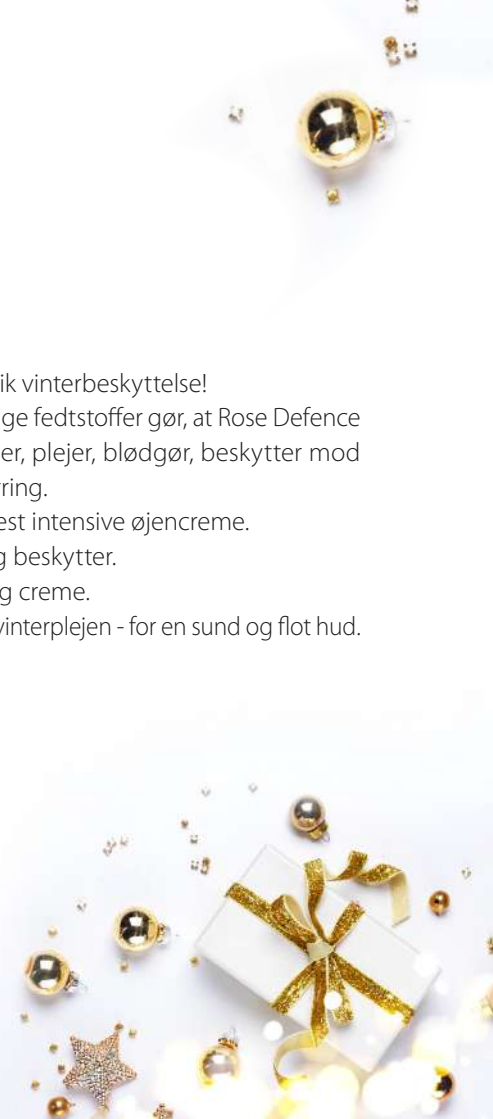 ik vinterbeskyttelse!
ge fedtstoffer gør, at Rose Defence
er, plejer, blødgør, beskytter mod
ring.
est intensive øjencreme.
g beskytter.
g creme.
vinterplejen - for en sund og flot hud.